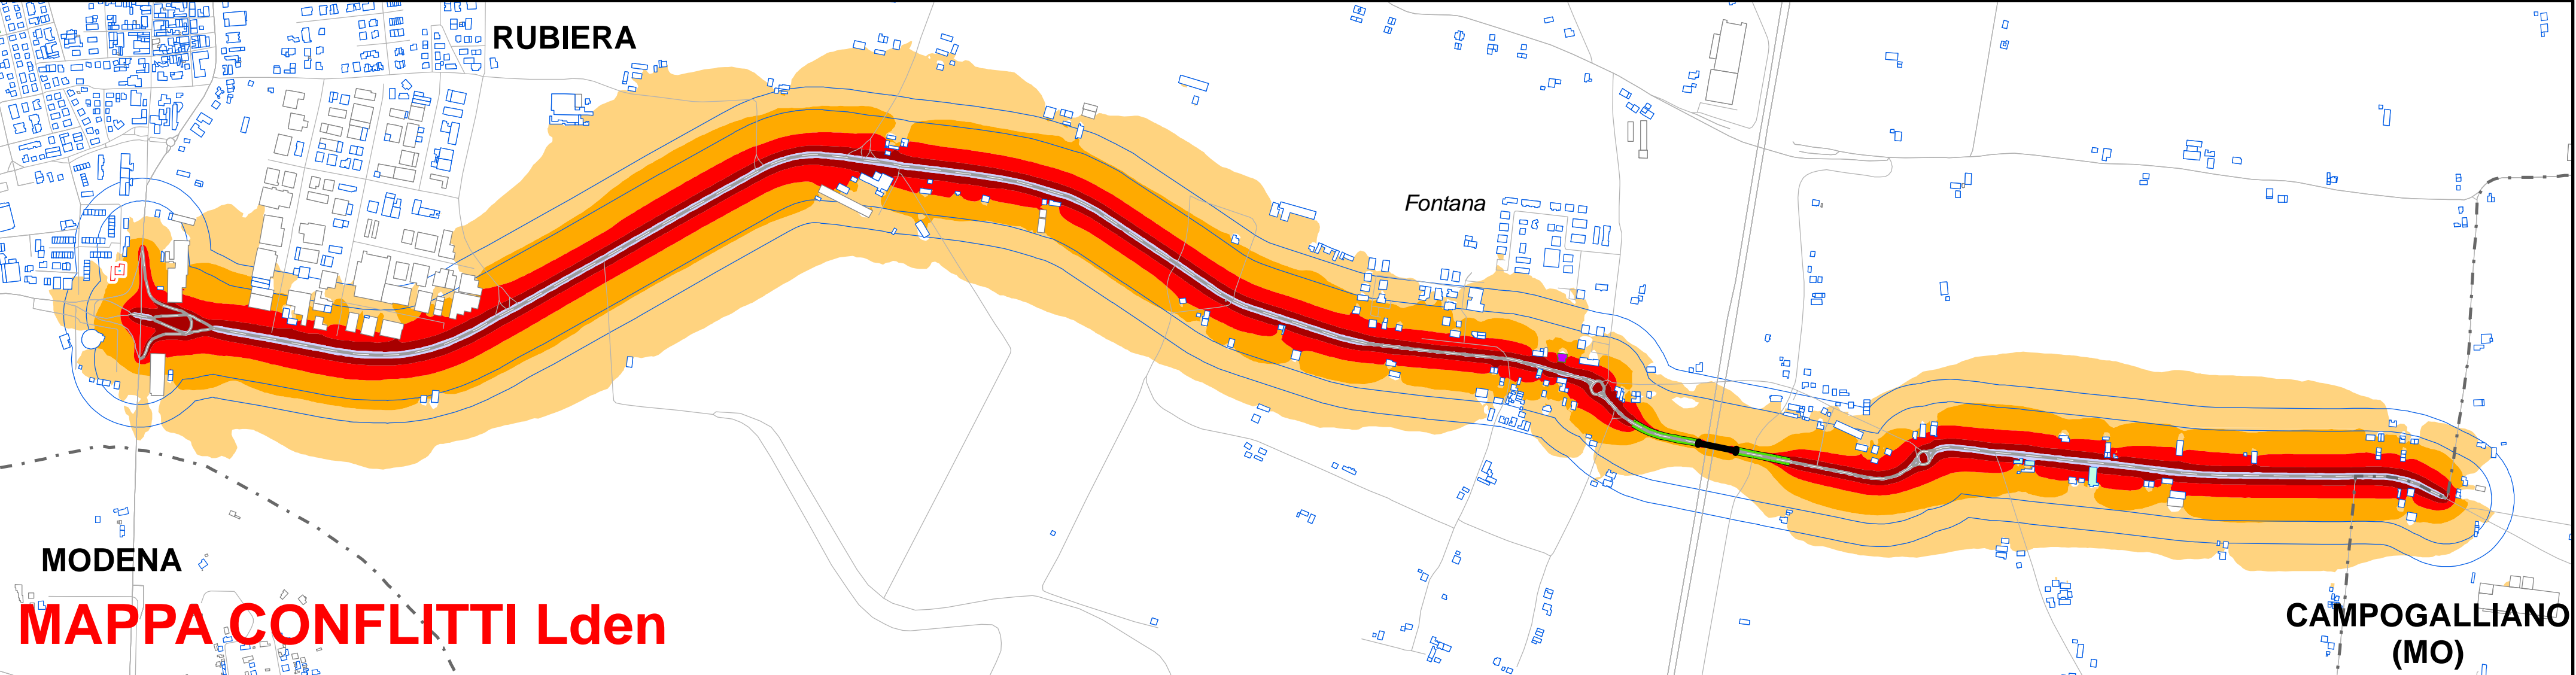 RUBIERA
Fontana
MODENA
MAPPA CONFLITTI Lden
CAMPOGALLIANO
(MO)